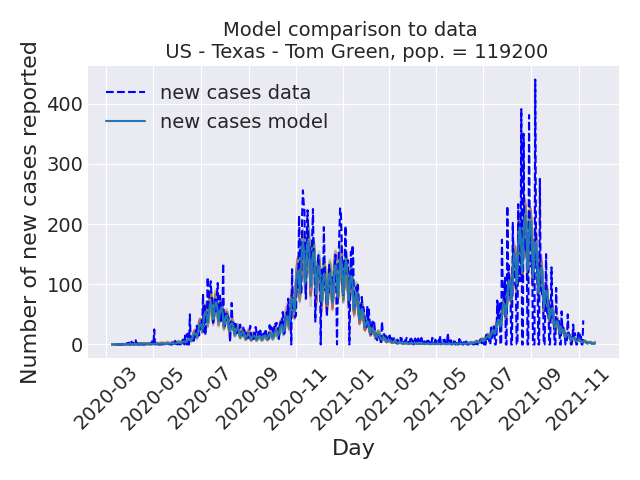 Model comparison to data
US - Texas - Tom Green, pop. = 119200
Number of new cases reported
new cases data
new cases model
400
300
200
100
0
2020-03
2020-05
2020-07
2020-09
2020-11
2021-01
2021-03
2021-05
2021-07
2021-09
2021-11
Day